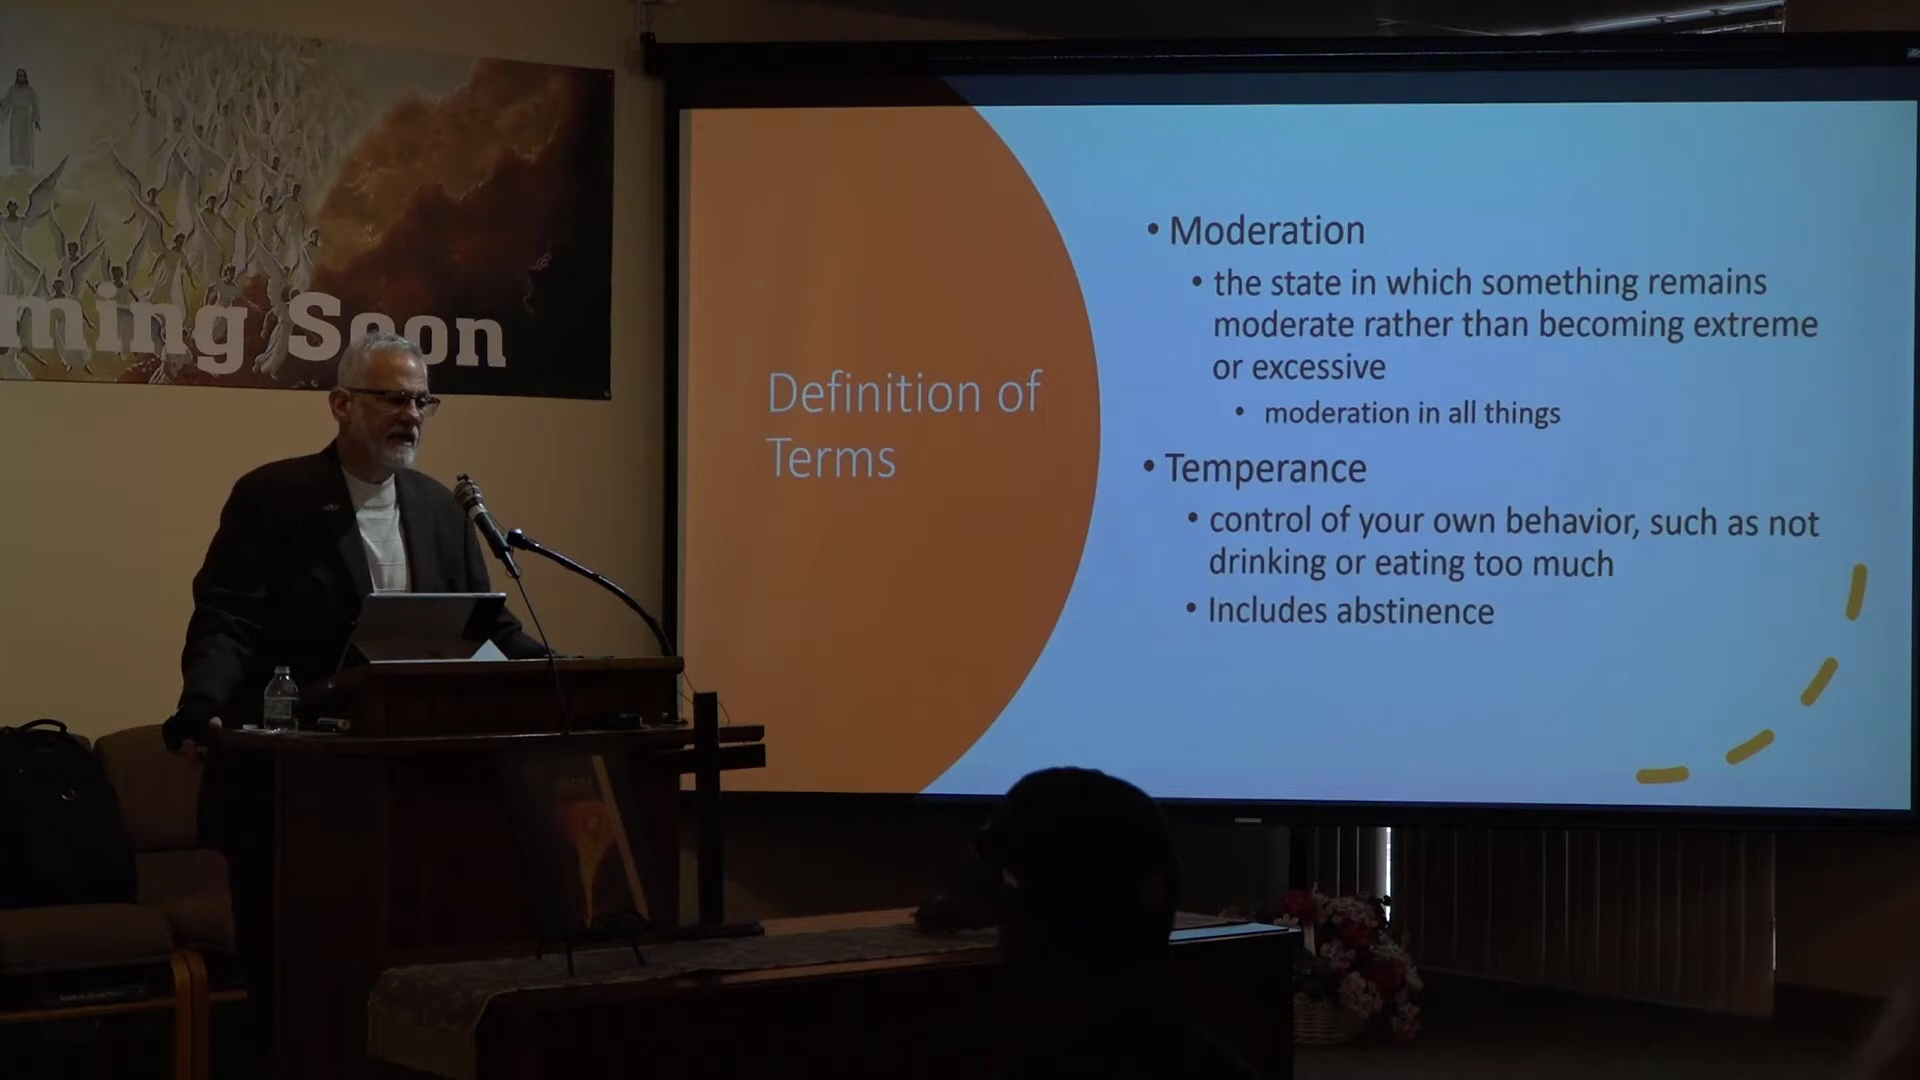 ming Soon
Definition of
Terms
• Moderation
• the state in which something remains
moderate rather than becoming extreme
or excessive
• moderation in all things
• Temperance
• control of your own behavior, such as not
drinking or eating too much
• Includes abstinence